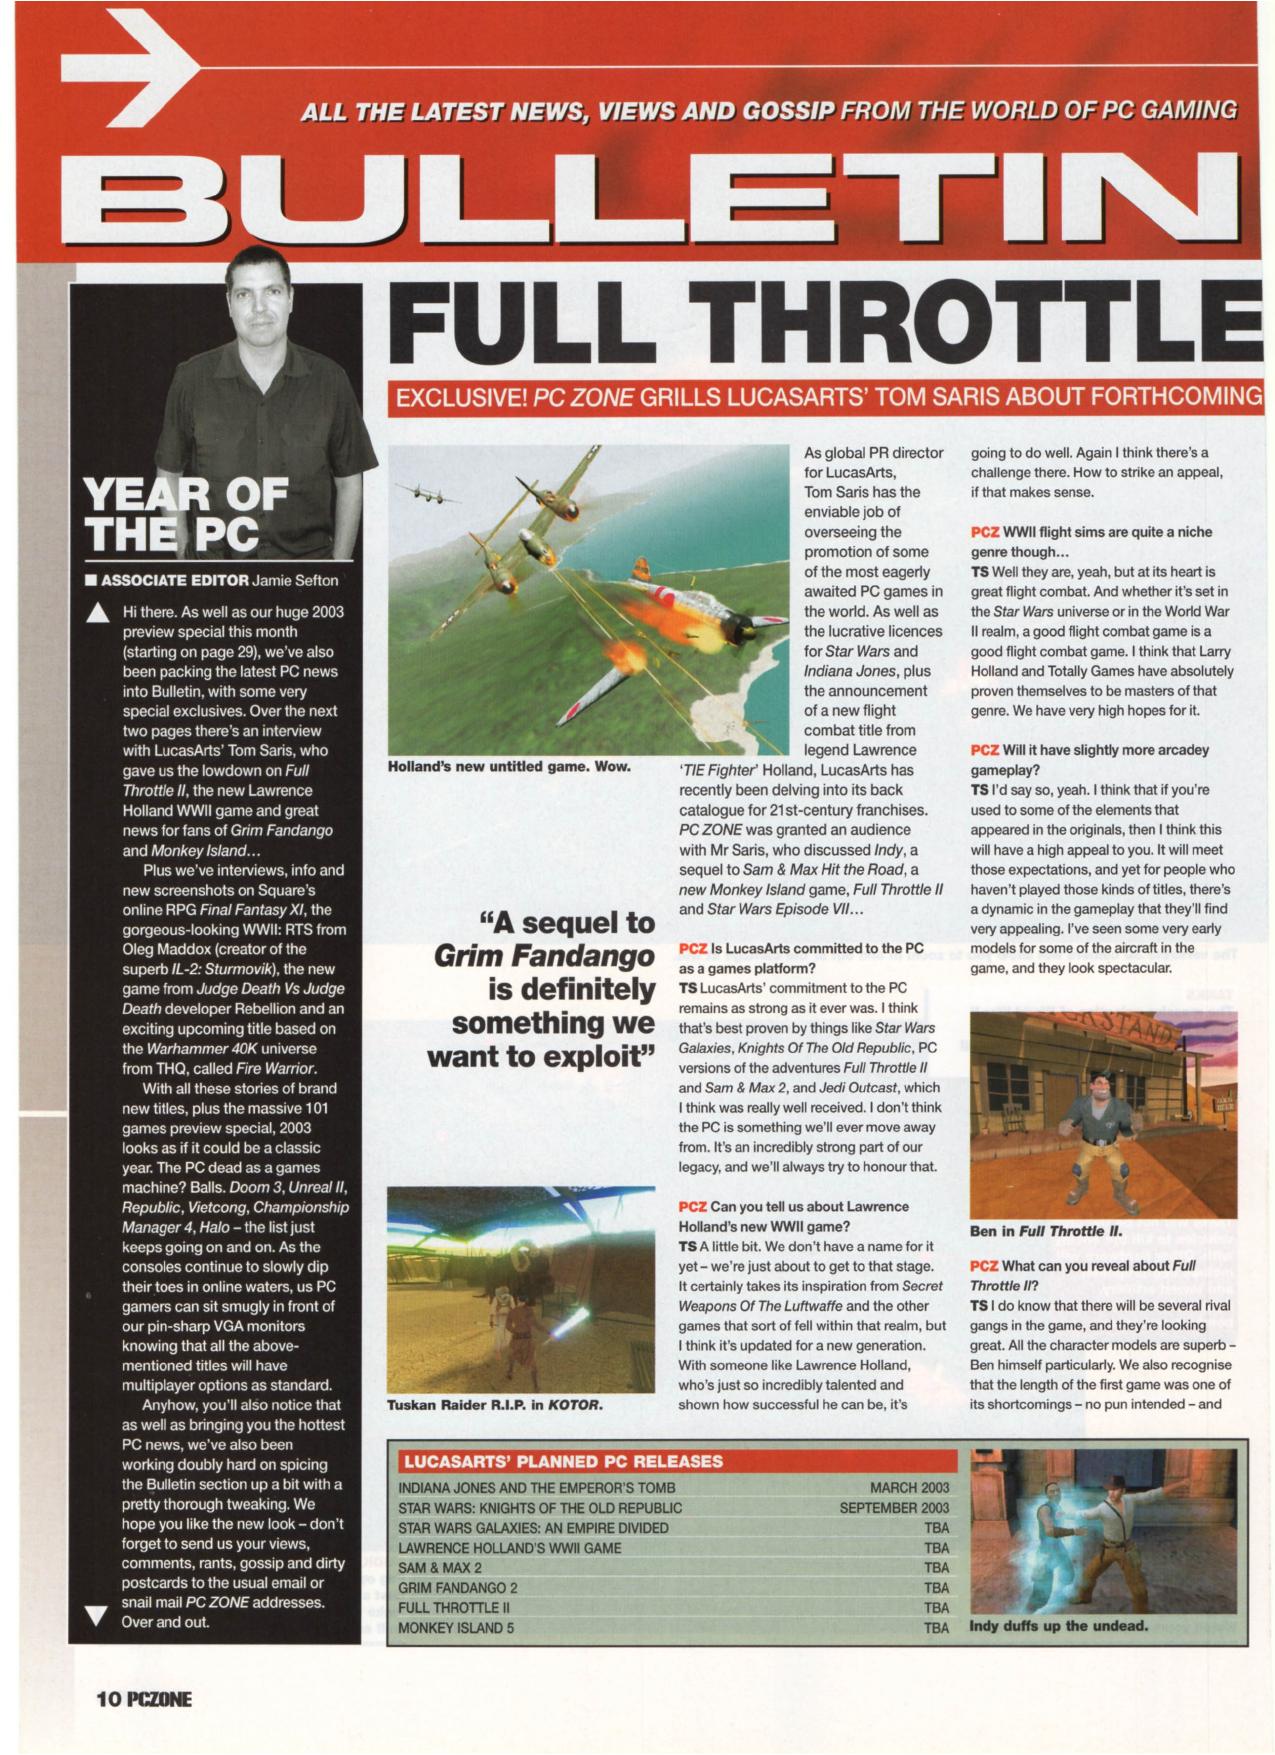 ALL THE LATEST NEWS, VIEWS AND GOSSIP FROM THE WORLD OF PC GAMING
BULLETIN
YEAR OF
THE PC
■ ASSOCIATE EDITOR Jamie Sefton
Hi there. As well as our huge 2003
preview special this month
(starting on page 29), we've also
been packing the latest PC news
into Bulletin, with some very
special exclusives. Over the next
two pages there's an interview
with LucasArts' Tom Saris, who
gave us the lowdown on Full
Throttle II, the new Lawrence
Holland WWII game and great
news for fans of Grim Fandango
and Monkey Island...
Plus we've interviews, info and
new screenshots on Square's
online RPG Final Fantasy XI, the
gorgeous-looking WWII: RTS from
Oleg Maddox (creator of the
superb IL-2: Sturmovik), the new
game from Judge Death Vs Judge
Death developer Rebellion and an
exciting upcoming title based on
the Warhammer 40K universe
from THQ, called Fire Warrior.
With all these stories of brand
new titles, plus the massive 101
games preview special, 2003
looks as if it could be a classic
year. The PC dead as a games
machine? Balls. Doom 3, Unreal II,
Republic, Vietcong, Championship
Manager 4, Halo – the list just
keeps going on and on. As the
consoles continue to slowly dip
their toes in online waters, us PC
gamers can sit smugly in front of
our pin-sharp VGA monitors
knowing that all the above-
mentioned titles will have
multiplayer options as standard.
Anyhow, you'll also notice that
as well as bringing you the hottest
PC news, we've also been
working doubly hard on spicing
the Bulletin section up a bit with a
pretty thorough tweaking. We
hope you like the new look – don't
forget to send us your views,
comments, rants, gossip and dirty
postcards to the usual email or
snail mail PC ZONE addresses.
Over and out.
FULL THROTTLE
EXCLUSIVE! PC ZONE GRILLS LUCASARTS' TOM SARIS ABOUT FORTHCOMING
Holland's new untitled game. Wow.
"A sequel to
Grim Fandango
is definitely
something we
want to exploit"
Tuskan Raider R.I.P. in KOTOR.
As global PR director
for LucasArts,
Tom Saris has the
enviable job of
overseeing the
promotion of some
of the most eagerly
awaited PC games in
the world. As well as
the lucrative licences
for Star Wars and
Indiana Jones, plus
the announcement
of a new flight
combat title from
legend Lawrence
'TIE Fighter' Holland, LucasArts has
recently been delving into its back
catalogue for 21st-century franchises.
PC ZONE was granted an audience
with Mr Saris, who discussed Indy, a
sequel to Sam & Max Hit the Road, a
new Monkey Island game, Full Throttle II
and Star Wars Episode VII...
PCZ Is LucasArts committed to the PC
as a games platform?
TS LucasArts' commitment to the PC
remains as strong as it ever was. I think
that's best proven by things like Star Wars
Galaxies, Knights Of The Old Republic, PC
versions of the adventures Full Throttle II
and Sam & Max 2, and Jedi Outcast, which
I think was really well received. I don't think
the PC is something we'll ever move away
from. It's an incredibly strong part of our
legacy, and we'll always try to honour that.
PCZ Can you tell us about Lawrence
Holland's new WWII game?
TS A little bit. We don't have a name for it
yet – we're just about to get to that stage.
It certainly takes its inspiration from Secret
Weapons Of The Luftwaffe and the other
games that sort of fell within that realm, but
I think it's updated for a new generation.
With someone like Lawrence Holland,
who's just so incredibly talented and
shown how successful he can be, it's
going to do well. Again I think there's a
challenge there. How to strike an appeal,
if that makes sense.
PCZ WWII flight sims are quite a niche
genre though...
TS Well they are, yeah, but at its heart is
great flight combat. And whether it's set in
the Star Wars universe or in the World War
II realm, a good flight combat game is a
good flight combat game. I think that Larry
Holland and Totally Games have absolutely
proven themselves to be masters of that
genre. We have very high hopes for it.
PCZ Will it have slightly more arcadey
gameplay?
TS I'd say so, yeah. I think that if you're
used to some of the elements that
appeared in the originals, then I think this
will have a high appeal to you. It will meet
those expectations, and yet for people who
haven't played those kinds of titles, there's
a dynamic in the gameplay that they'll find
very appealing. I've seen some very early
models for some of the aircraft in the
game, and they look spectacular.
Ben in Full Throttle II.
PCZ What can you reveal about Full
Throttle II?
TS I do know that there will be several rival
gangs in the game, and they're looking
great. All the character models are superb –
Ben himself particularly. We also recognise
that the length of the first game was one of
its shortcomings – no pun intended – and
LUCASARTS' PLANNED PC RELEASES
INDIANA JONES AND THE EMPEROR'S TOMB MARCH 2003
STAR WARS: KNIGHTS OF THE OLD REPUBLIC SEPTEMBER 2003
STAR WARS GALAXIES: AN EMPIRE DIVIDED TBA
LAWRENCE HOLLAND'S WWII GAME TBA
SAM & MAX 2 TBA
GRIM FANDANGO 2 TBA
FULL THROTTLE II TBA
MONKEY ISLAND 5 TBA
Indy duffs up the undead.
10 PCZONE